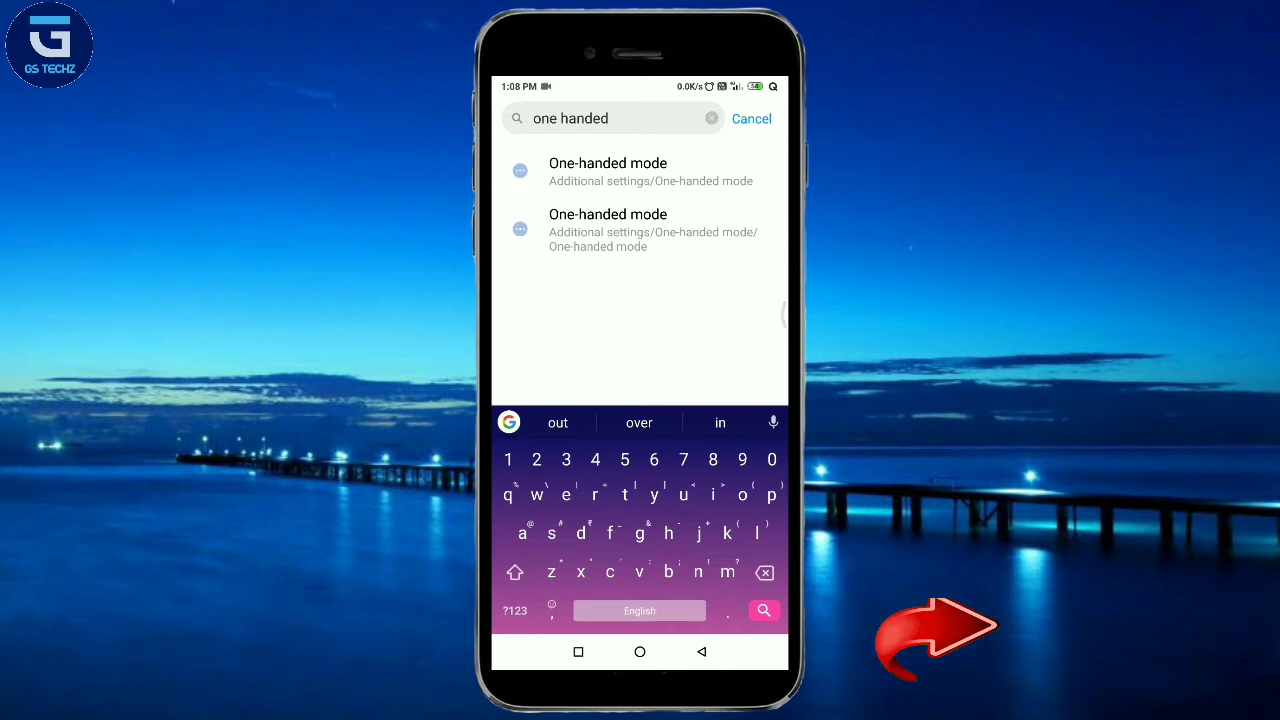 GS TECHZ
1:08 PM 0.0K/s 54
one handed Cancel
One-handed mode
Additional settings/One-handed mode
One-handed mode
Additional settings/One-handed mode/
One-handed mode
G out over in
1 2 3 4 5 6 7 8 9 0
q w e r t y u i o p
a s d f g h j k l
z x c v b n m
?123 , English .